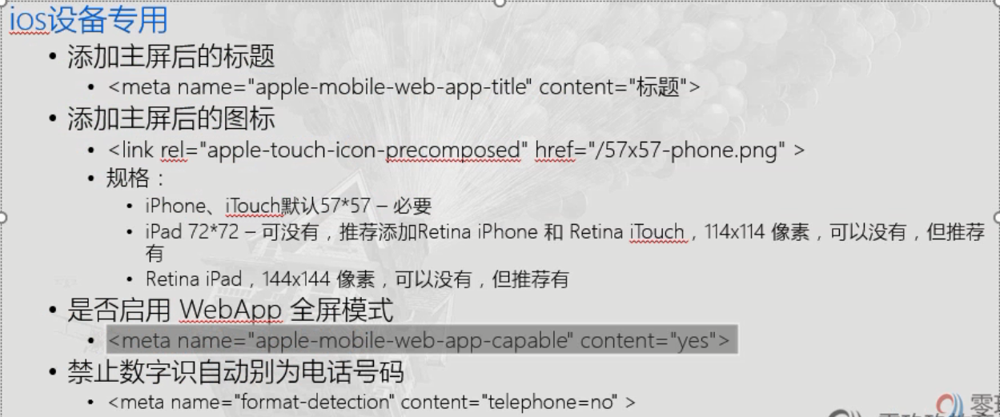 ios设备专用
• 添加主屏后的标题
• <meta name="apple-mobile-web-app-title" content="标题">
• 添加主屏后的图标
• <link rel="apple-touch-icon-precomposed" href="/57x57-phone.png" >
• 规格：
• iPhone、iTouch默认57*57 – 必要
• iPad 72*72 – 可没有，推荐添加Retina iPhone 和 Retina iTouch，114x114 像素，可以没有，但推荐
有
• Retina iPad，144x144 像素，可以没有，但推荐有
• 是否启用 WebApp 全屏模式
• <meta name="apple-mobile-web-app-capable" content="yes">
• 禁止数字识自动别为电话号码
• <meta name="format-detection" content="telephone=no" >